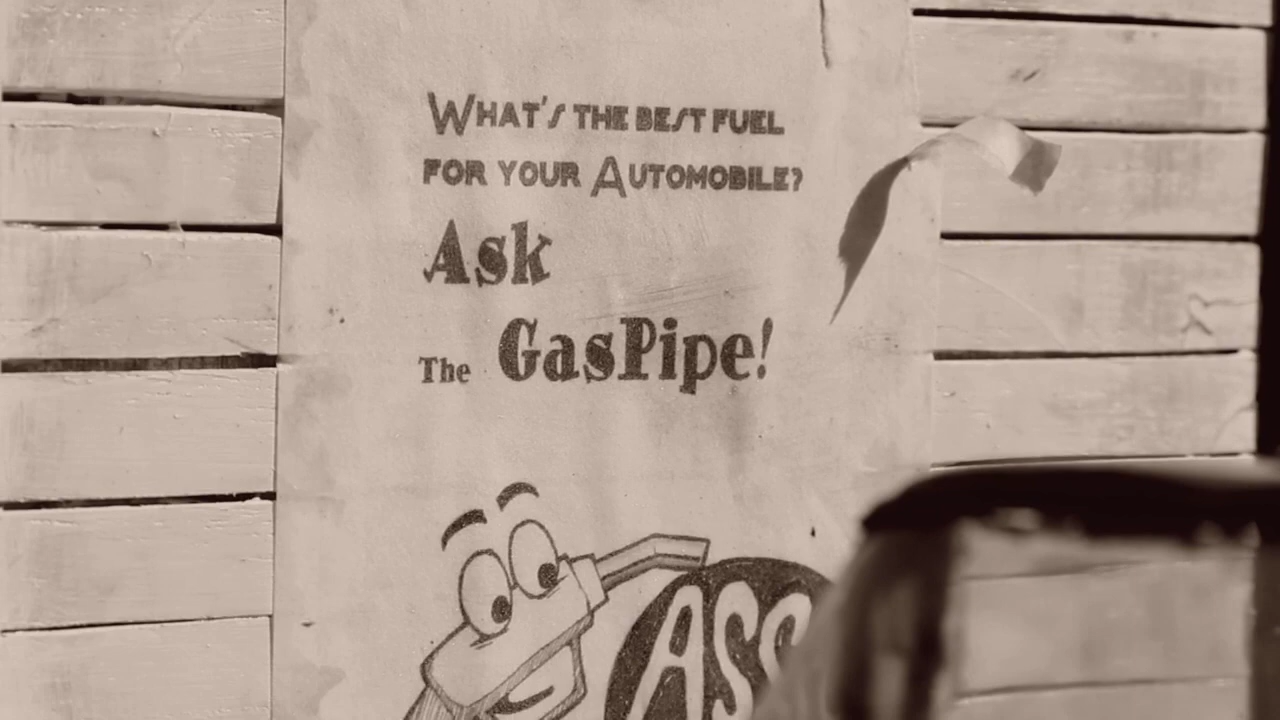 What's the best fuel
for your Automobile?
Ask
The GasPipe!